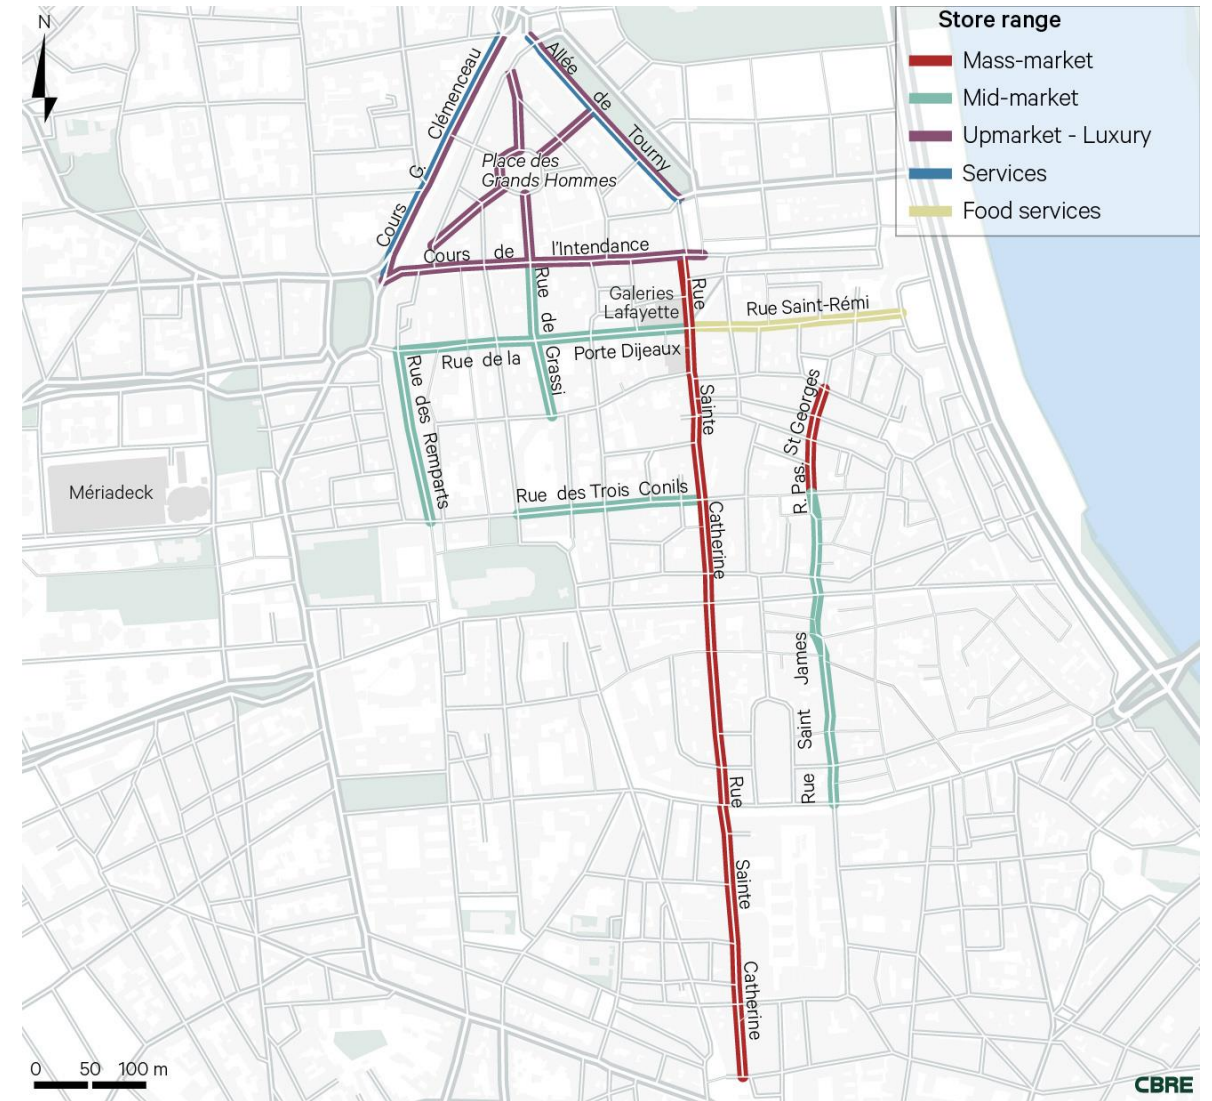 N
Store range
Mass-market
Mid-market
Upmarket - Luxury
Services
Food services
Cours G. Clémenceau
Allée de Tourny
Place des
Grands Hommes
Cours de l'Intendance
Rue de Grassi
Galeries
Lafayette
Rue Saint-Rémi
Rue de la Porte Dijeaux
Rue des Remparts
Rue Sainte Catherine
R. Pas. St Georges
Mériadeck
Rue des Trois Conils
Rue Saint James
Rue Sainte Catherine
0 50 100 m
CBRE